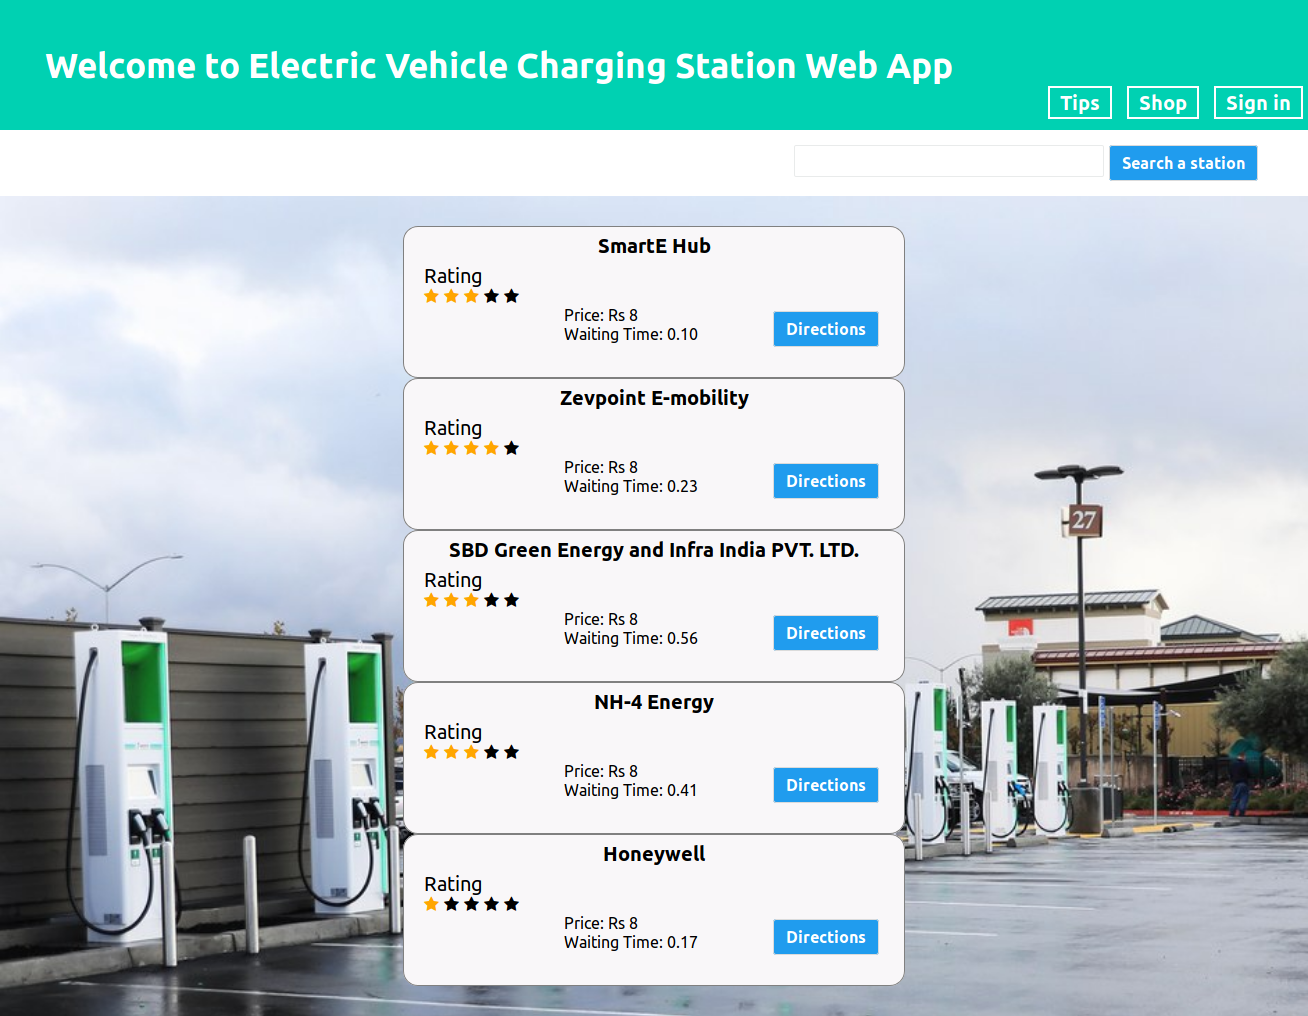 Welcome to Electric Vehicle Charging Station Web App
Tips
Shop
Sign in
Search a station
SmartE Hub
Rating
Price: Rs 8
Waiting Time: 0.10
Directions
Zevpoint E-mobility
Rating
Price: Rs 8
Waiting Time: 0.23
Directions
27
SBD Green Energy and Infra India PVT. LTD.
Rating
Price: Rs 8
Waiting Time: 0.56
Directions
NH-4 Energy
Rating
Price: Rs 8
Waiting Time: 0.41
Directions
Honeywell
Rating
Price: Rs 8
Waiting Time: 0.17
Directions